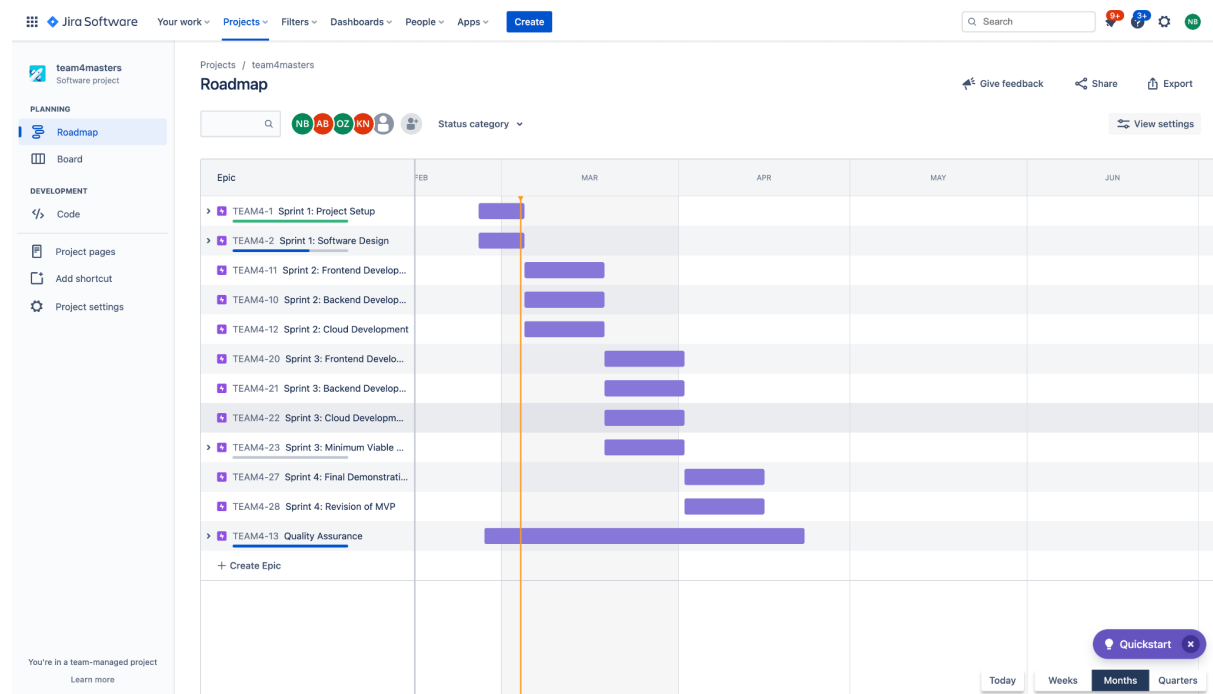 Jira Software Your work Projects Filters Dashboards People Apps Create Search 9+ 3+ NB
team4masters
Software project
PLANNING
Roadmap
Board
DEVELOPMENT
Code
Project pages
Add shortcut
Project settings
You're in a team-managed project
Learn more
Projects / team4masters
Roadmap
Give feedback Share Export
NB AB OZ KN Status category View settings
Epic FEB MAR APR MAY JUN
TEAM4-1 Sprint 1: Project Setup
TEAM4-2 Sprint 1: Software Design
TEAM4-11 Sprint 2: Frontend Develop...
TEAM4-10 Sprint 2: Backend Develop...
TEAM4-12 Sprint 2: Cloud Development
TEAM4-20 Sprint 3: Frontend Develo...
TEAM4-21 Sprint 3: Backend Develop...
TEAM4-22 Sprint 3: Cloud Developm...
TEAM4-23 Sprint 3: Minimum Viable ...
TEAM4-27 Sprint 4: Final Demonstrati...
TEAM4-28 Sprint 4: Revision of MVP
TEAM4-13 Quality Assurance
+ Create Epic
Quickstart
Today Weeks Months Quarters